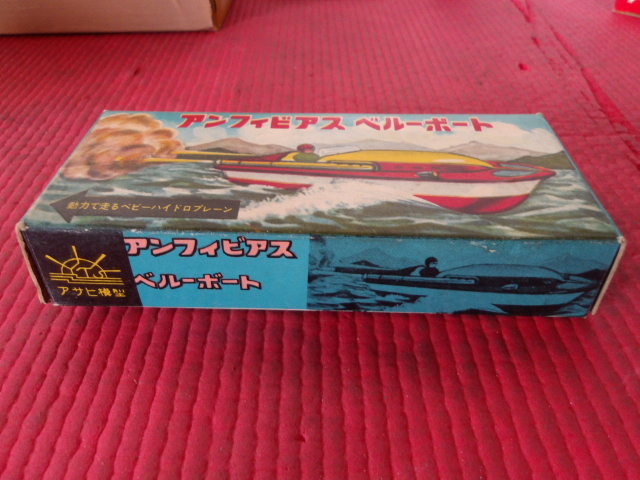 アンフィビアス ベルーボート
動力で走るベビーハイドロプレーン
アンフィビアス
ベルーボート
アサヒ模型